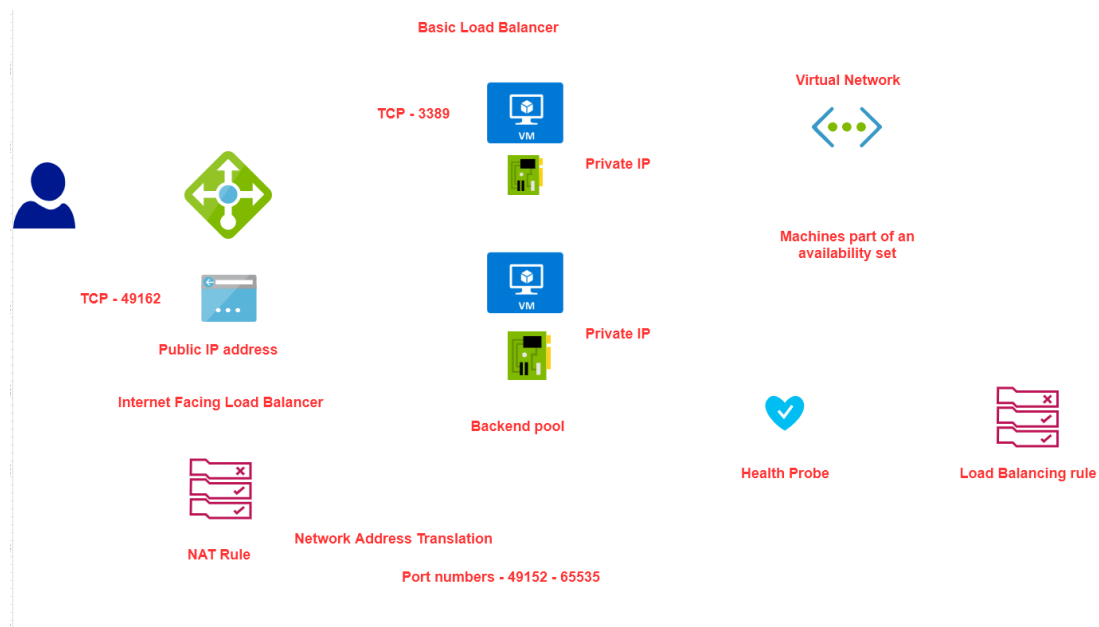 Basic Load Balancer
Virtual Network
TCP - 3389
VM
Private IP
Machines part of an
availability set
VM
TCP - 49162
Private IP
Public IP address
Internet Facing Load Balancer
Backend pool
Health Probe
Load Balancing rule
Network Address Translation
NAT Rule
Port numbers - 49152 - 65535